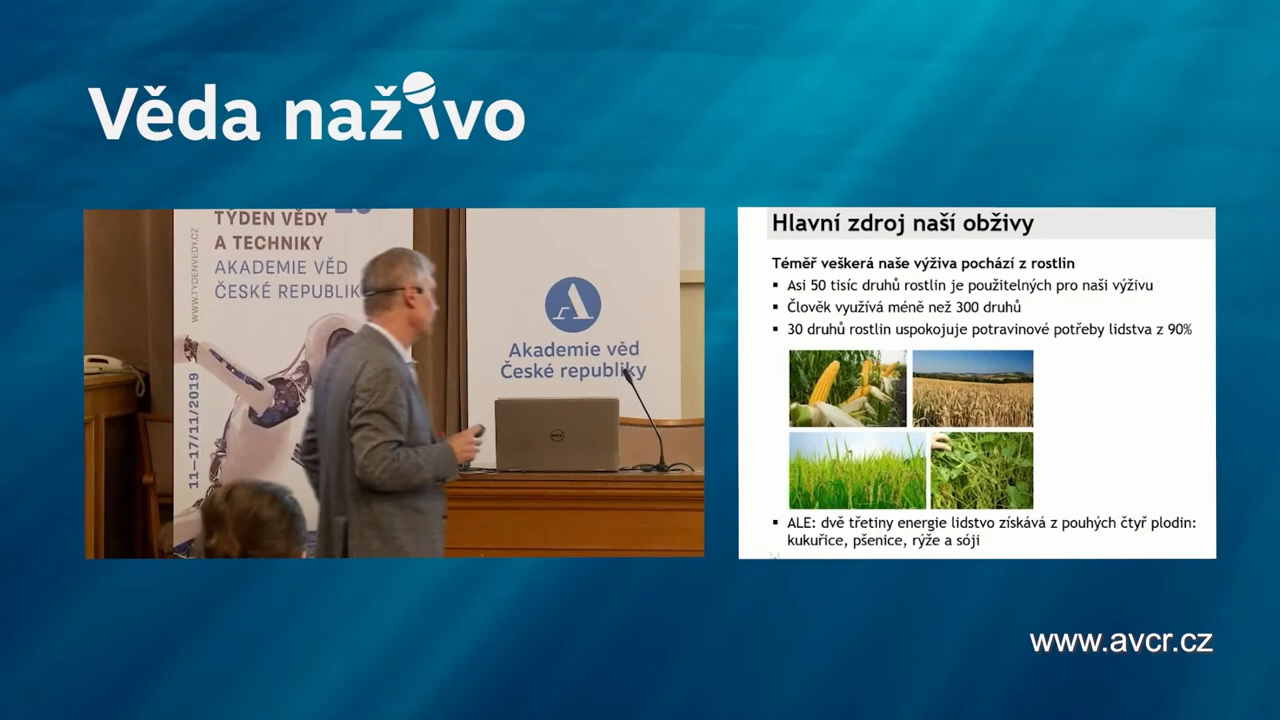 Věda naživo
TÝDEN VĚDY
A TECHNIKY
AKADEMIE VĚD
ČESKÉ REPUBLIK
WWW.TYDENVEDY.CZ
11–17/11/2019
Akademie věd
České republiky
DELL
Hlavní zdroj naší obživy
Téměř veškerá naše výživa pochází z rostlin
▪ Asi 50 tisíc druhů rostlin je použitelných pro naši výživu
▪ Člověk využívá méně než 300 druhů
▪ 30 druhů rostlin uspokojuje potravinové potřeby lidstva z 90%
▪ ALE: dvě třetiny energie lidstvo získává z pouhých čtyř plodin:
kukuřice, pšenice, rýže a sóji
www.avcr.cz